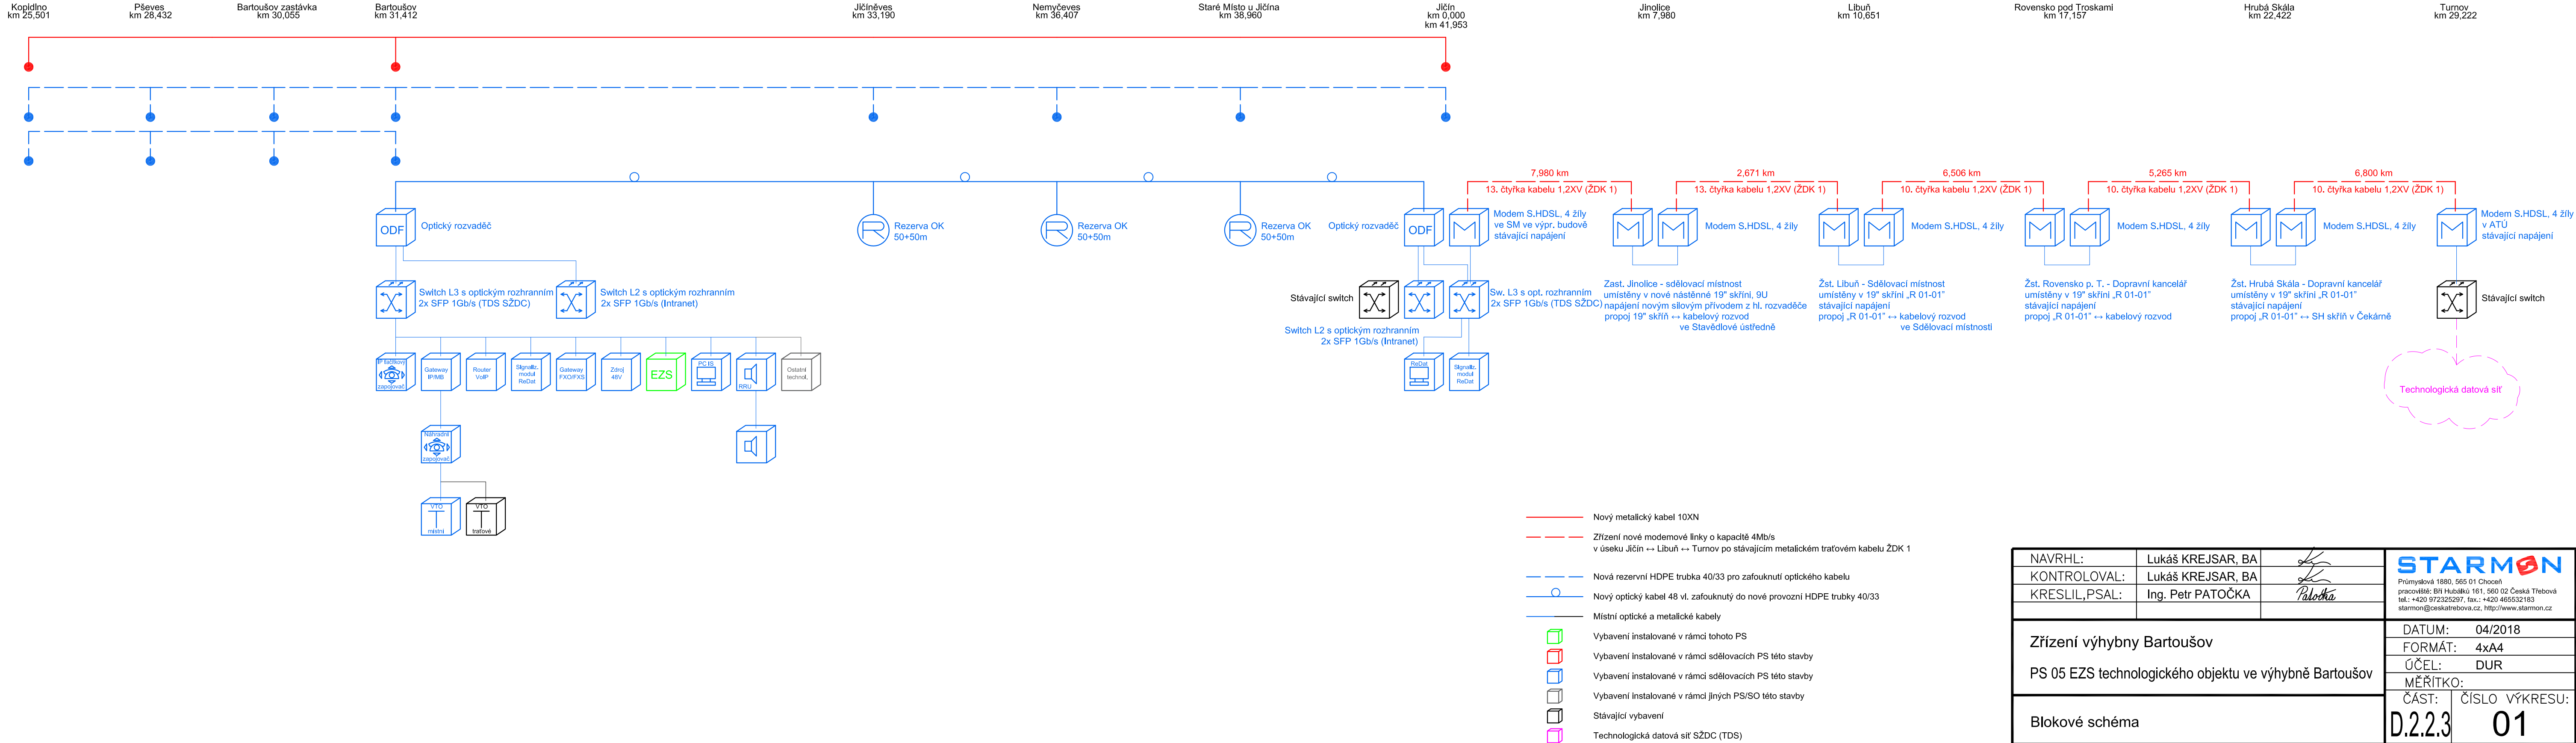 Kopidlno
km 25,501
Pševes
km 28,432
Bartoušov zastávka
km 30,055
Bartoušov
km 31,412
Jičíněves
km 33,190
Nemyčeves
km 36,407
Staré Místo u Jičína
km 38,960
Jičín
km 0,000
km 41,953
Jinolice
km 7,980
Libuň
km 10,651
Rovensko pod Troskami
km 17,157
Hrubá Skála
km 22,422
Turnov
km 29,222
7,980 km
13. čtyřka kabelu 1,2XV (ŽDK 1)
2,671 km
13. čtyřka kabelu 1,2XV (ŽDK 1)
6,506 km
10. čtyřka kabelu 1,2XV (ŽDK 1)
5,265 km
10. čtyřka kabelu 1,2XV (ŽDK 1)
6,800 km
10. čtyřka kabelu 1,2XV (ŽDK 1)
ODF
Optický rozvaděč
R
Rezerva OK
50+50m
R
Rezerva OK
50+50m
R
Rezerva OK
50+50m
Optický rozvaděč
ODF
Modem S.HDSL, 4 žíly
ve SM ve výpr. budově
stávající napájení
Modem S.HDSL, 4 žíly
Modem S.HDSL, 4 žíly
Modem S.HDSL, 4 žíly
Modem S.HDSL, 4 žíly
Modem S.HDSL, 4 žíly
v ATÚ
stávající napájení
Switch L3 s optickým rozhranním
2x SFP 1Gb/s (TDS SŽDC)
Switch L2 s optickým rozhranním
2x SFP 1Gb/s (Intranet)
Stávající switch
Sw. L3 s opt. rozhranním
2x SFP 1Gb/s (TDS SŽDC)
Switch L2 s optickým rozhranním
2x SFP 1Gb/s (Intranet)
Zast. Jinolice - sdělovací místnost
umístěny v nové nástěnné 19" skříni, 9U
napájení novým silovým přívodem z hl. rozvaděče
propoj 19" skříň ↔ kabelový rozvod
ve Stavědlové ústředně
Žst. Libuň - Sdělovací místnost
umístěny v 19" skříni „R 01-01"
stávající napájení
propoj „R 01-01" ↔ kabelový rozvod
ve Sdělovací místnosti
Žst. Rovensko p. T. - Dopravní kancelář
umístěny v 19" skříni „R 01-01"
stávající napájení
propoj „R 01-01" ↔ kabelový rozvod
Žst. Hrubá Skála - Dopravní kancelář
umístěny v 19" skříni „R 01-01"
stávající napájení
propoj „R 01-01" ↔ SH skříň v Čekárně
Stávající switch
IP tlačítkový
zapojovač
Gateway
IP/MB
Router
VoIP
Signaliz.
modul
ReDat
Gateway
FXO/FXS
Zdroj
48V
EZS
PC IS
RRU
Ostatní
technol.
ReDat
Signaliz.
modul
ReDat
Technologická datová síť
Náhradní
zapojovač
VTO
místní
VTO
traťové
Nový metalický kabel 10XN
Zřízení nové modemové linky o kapacitě 4Mb/s
v úseku Jičín ↔ Libuň ↔ Turnov po stávajícím metalickém traťovém kabelu ŽDK 1
Nová rezervní HDPE trubka 40/33 pro zafouknutí optického kabelu
Nový optický kabel 48 vl. zafouknutý do nové provozní HDPE trubky 40/33
Místní optické a metalické kabely
Vybavení instalované v rámci tohoto PS
Vybavení instalované v rámci sdělovacích PS této stavby
Vybavení instalované v rámci sdělovacích PS této stavby
Vybavení instalované v rámci jiných PS/SO této stavby
Stávající vybavení
Technologická datová síť SŽDC (TDS)
NAVRHL: Lukáš KREJSAR, BA
KONTROLOVAL: Lukáš KREJSAR, BA
KRESLIL,PSAL: Ing. Petr PATOČKA Patočka
STARMON
Průmyslová 1880, 565 01 Choceň
pracoviště: Bří Hubálků 161, 560 02 Česká Třebová
tel.: +420 972325297, fax.: +420 465532183
starmon@ceskatrebova.cz, http://www.starmon.cz
Zřízení výhybny Bartoušov
PS 05 EZS technologického objektu ve výhybně Bartoušov
Blokové schéma
DATUM: 04/2018
FORMÁT: 4xA4
ÚČEL: DUR
MĚŘÍTKO:
ČÁST: ČÍSLO VÝKRESU:
D.2.2.3 01